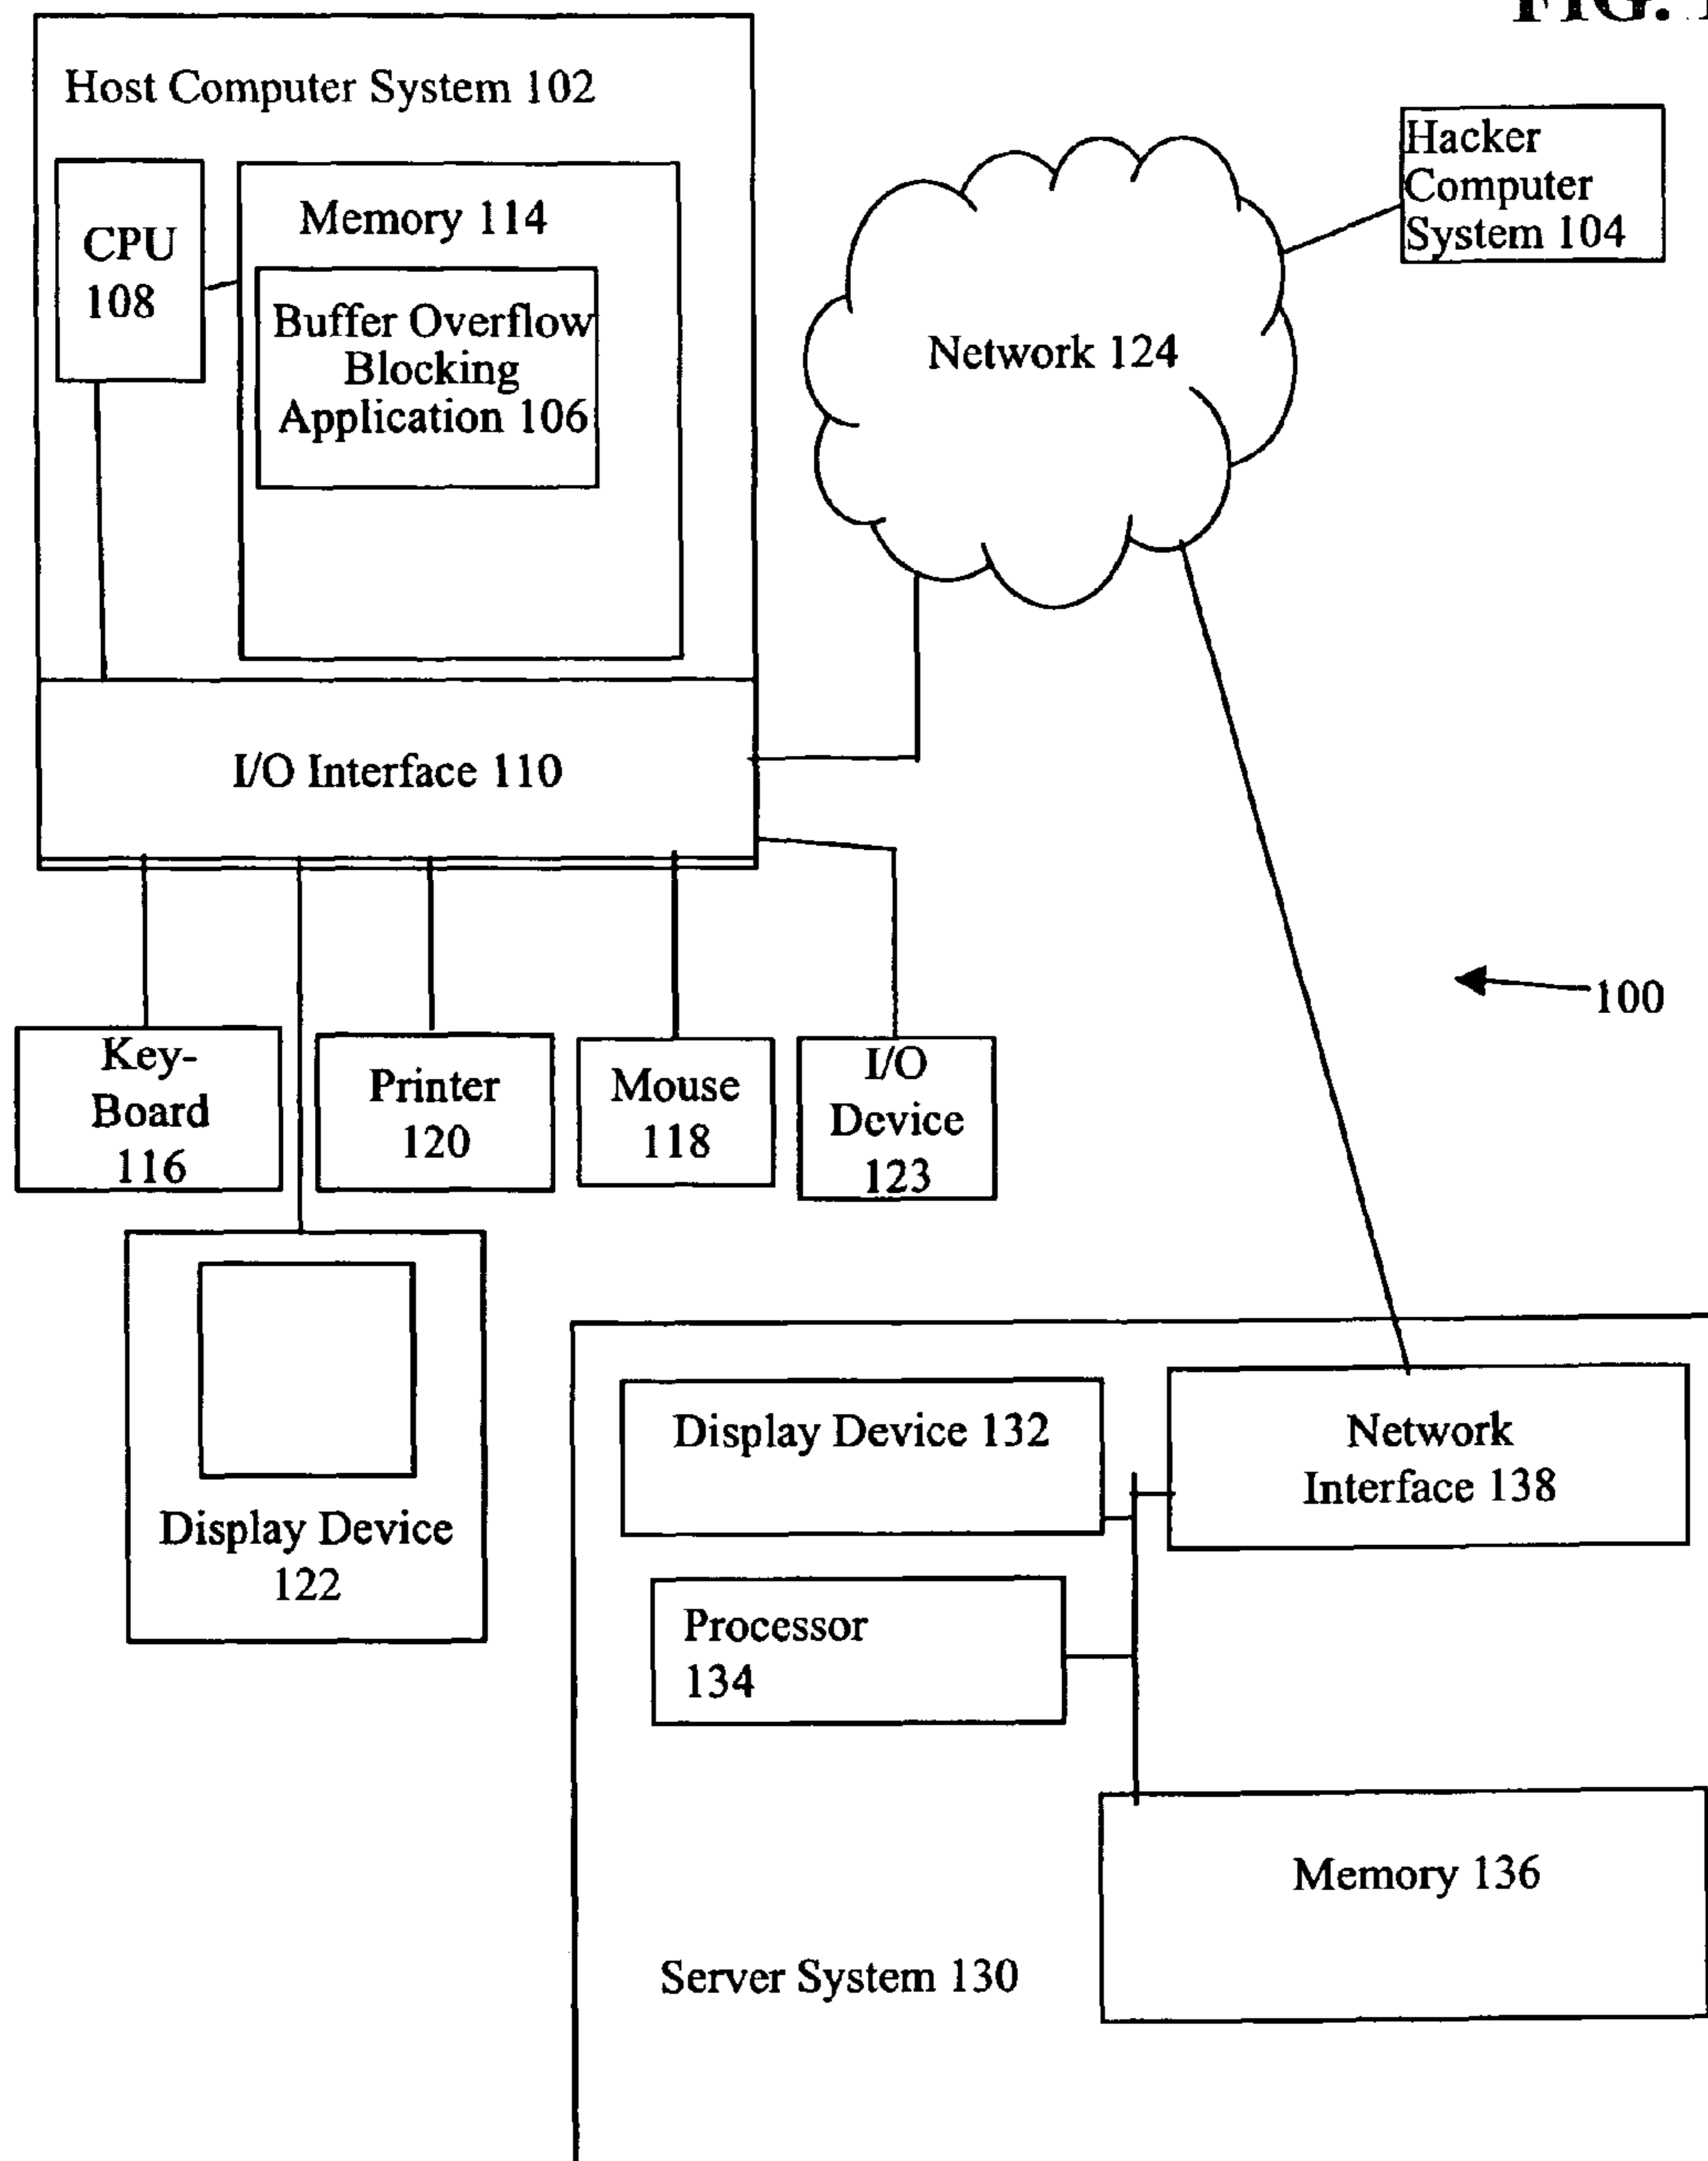 FIG. 1
Host Computer System 102
CPU
108
Memory 114
Buffer Overflow
Blocking
Application 106
Network 124
Hacker
Computer
System 104
I/O Interface 110
100
Key-
Board
116
Printer
120
Mouse
118
I/O
Device
123
Display Device
122
Display Device 132
Network
Interface 138
Processor
134
Memory 136
Server System 130